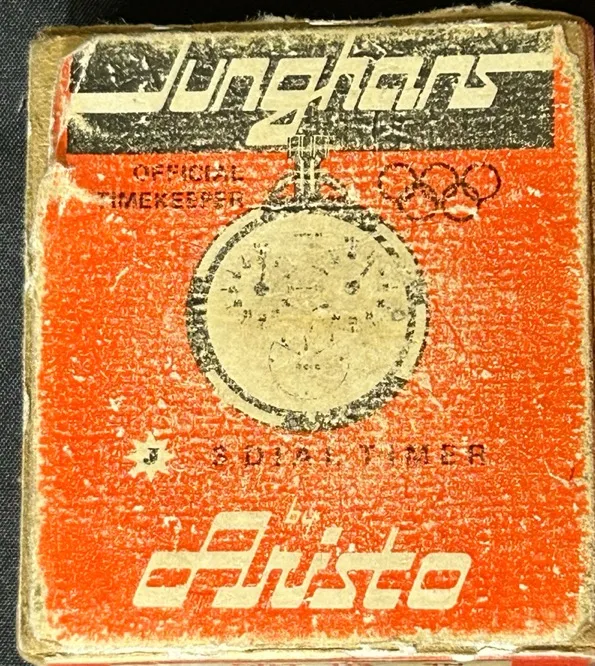 Junghans
OFFICIAL
TIMEKEEPER
J 3 DIAL TIMER
by
Aristo